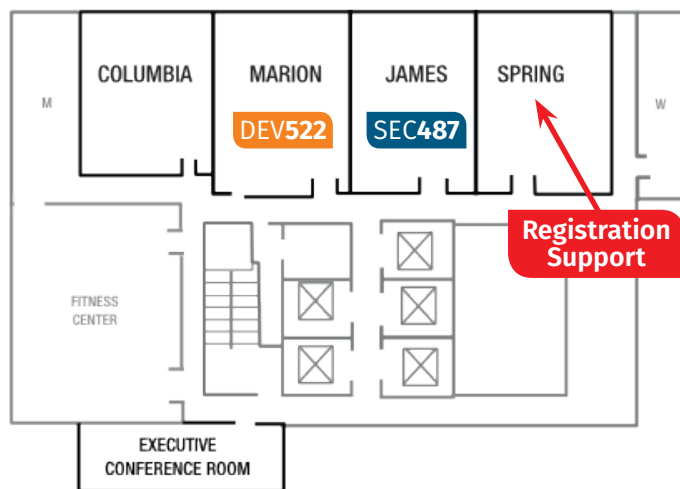 COLUMBIA
MARION
JAMES
SPRING
M
W
DEV522
SEC487
Registration
Support
FITNESS
CENTER
EXECUTIVE
CONFERENCE ROOM